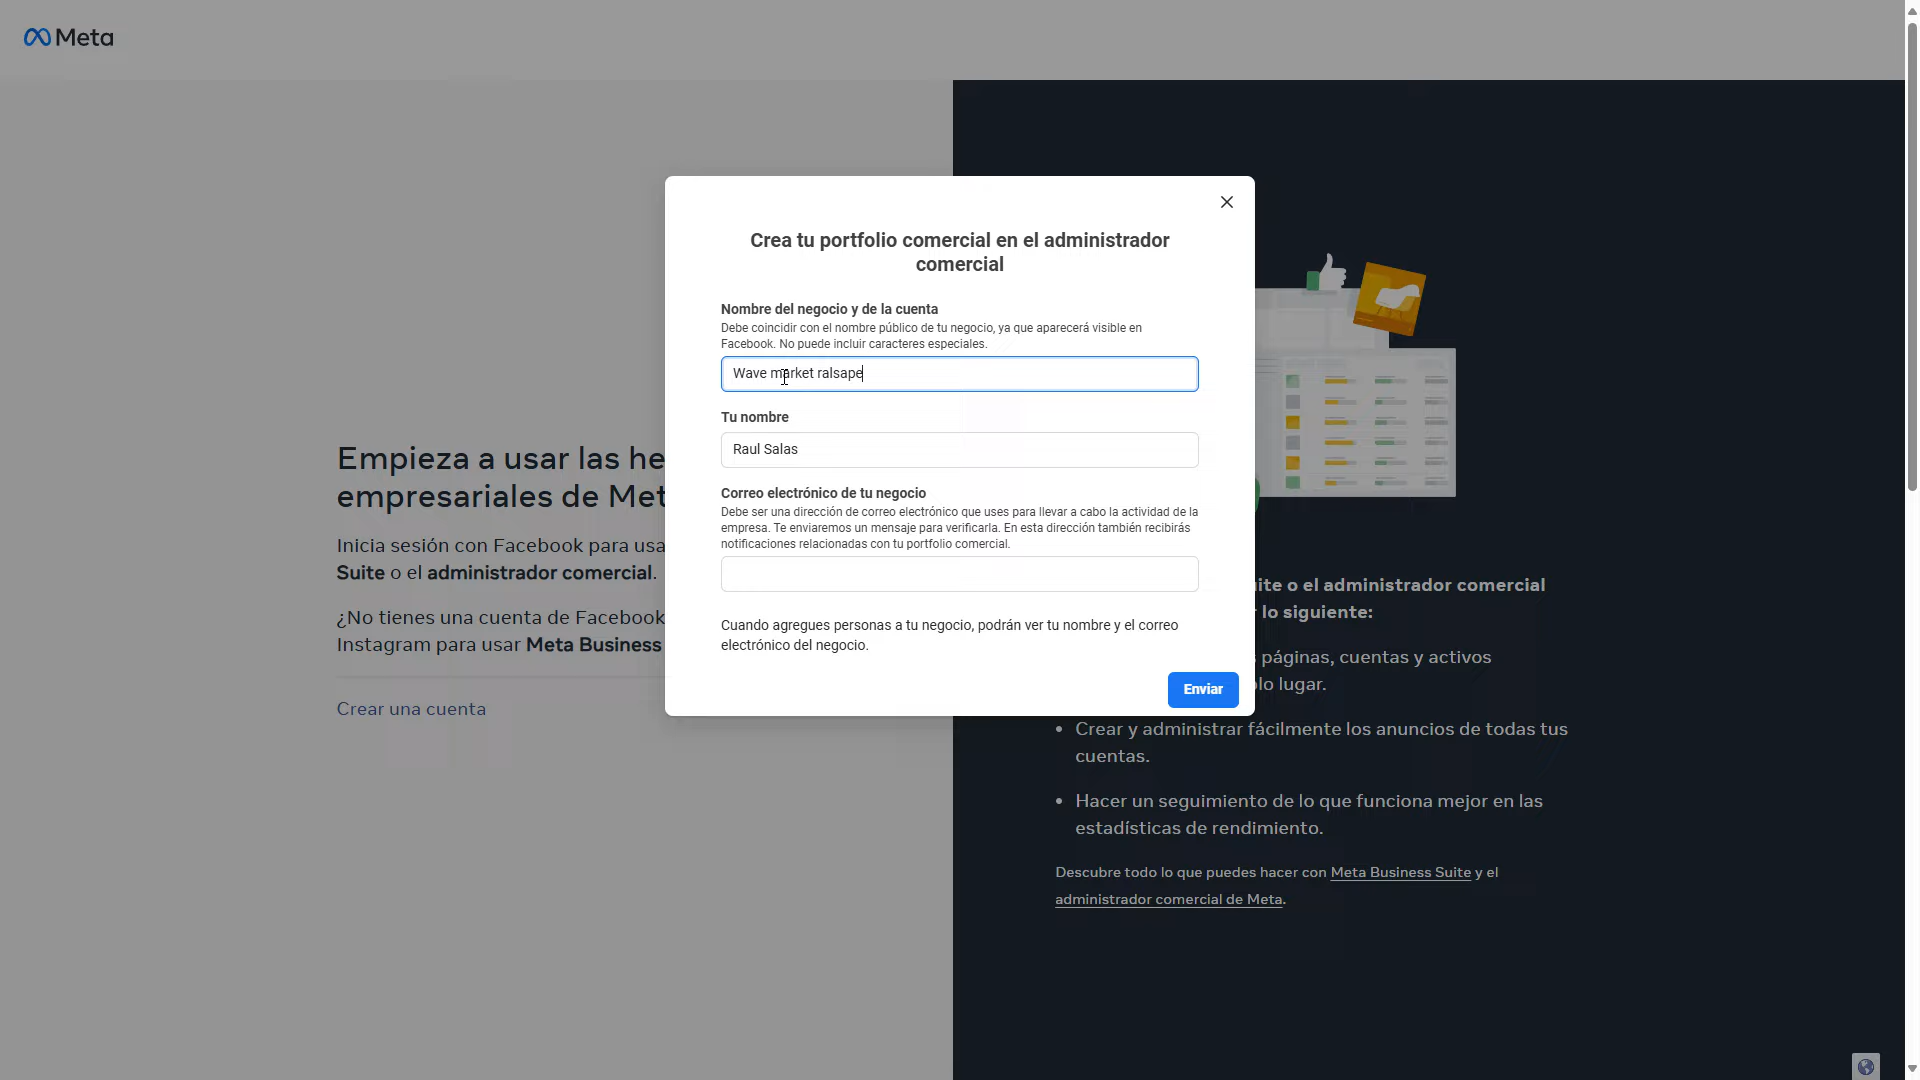 Meta
Crea tu portfolio comercial en el administrador
comercial
Nombre del negocio y de la cuenta
Debe coincidir con el nombre público de tu negocio, ya que aparecerá visible en
Facebook. No puede incluir caracteres especiales.
Wave market ralsape
Tu nombre
Raul Salas
Correo electrónico de tu negocio
Debe ser una dirección de correo electrónico que uses para llevar a cabo la actividad de la
empresa. Te enviaremos un mensaje para verificarla. En esta dirección también recibirás
notificaciones relacionadas con tu portfolio comercial.
Cuando agregues personas a tu negocio, podrán ver tu nombre y el correo
electrónico del negocio.
Enviar
Empieza a usar las he
empresariales de Met
Inicia sesión con Facebook para usa
Suite o el administrador comercial.
¿No tienes una cuenta de Facebook
Instagram para usar Meta Business
Crear una cuenta
ite o el administrador comercial
lo siguiente:
páginas, cuentas y activos
lo lugar.
• Crear y administrar fácilmente los anuncios de todas tus
cuentas.
• Hacer un seguimiento de lo que funciona mejor en las
estadísticas de rendimiento.
Descubre todo lo que puedes hacer con Meta Business Suite y el
administrador comercial de Meta.